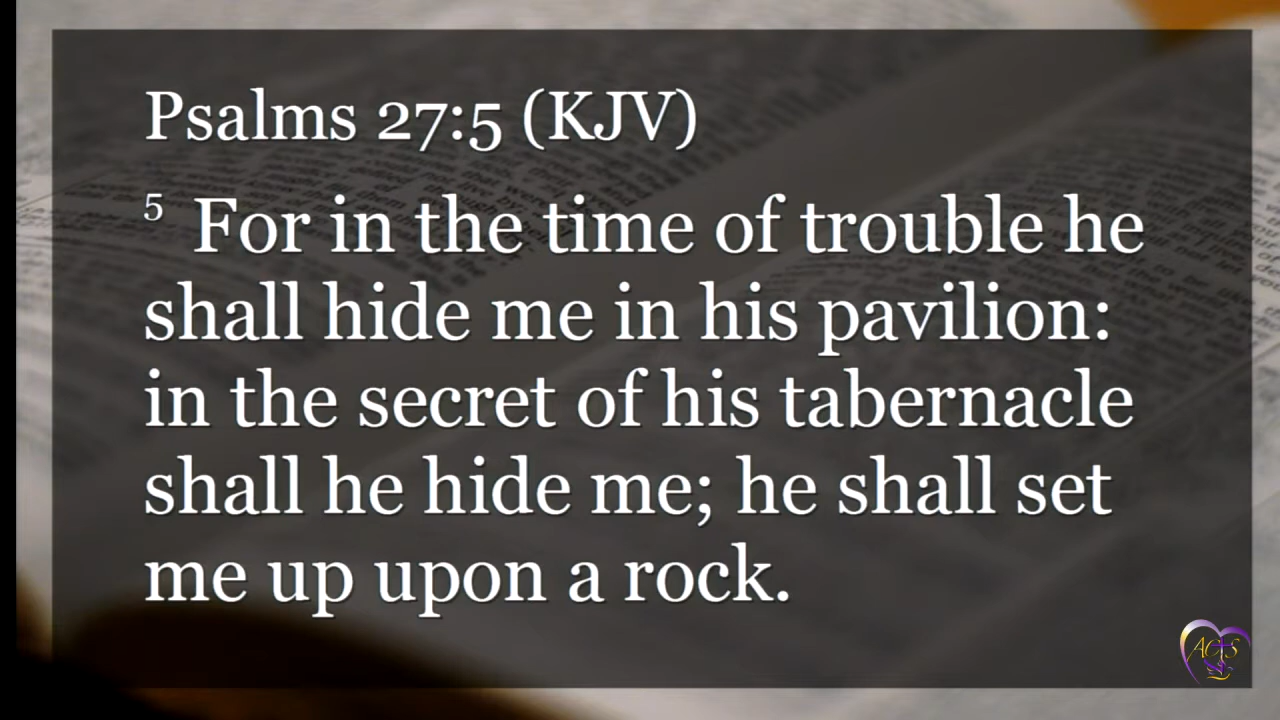 Psalms 27:5 (KJV)
5 For in the time of trouble he
shall hide me in his pavilion:
in the secret of his tabernacle
shall he hide me; he shall set
me up upon a rock.